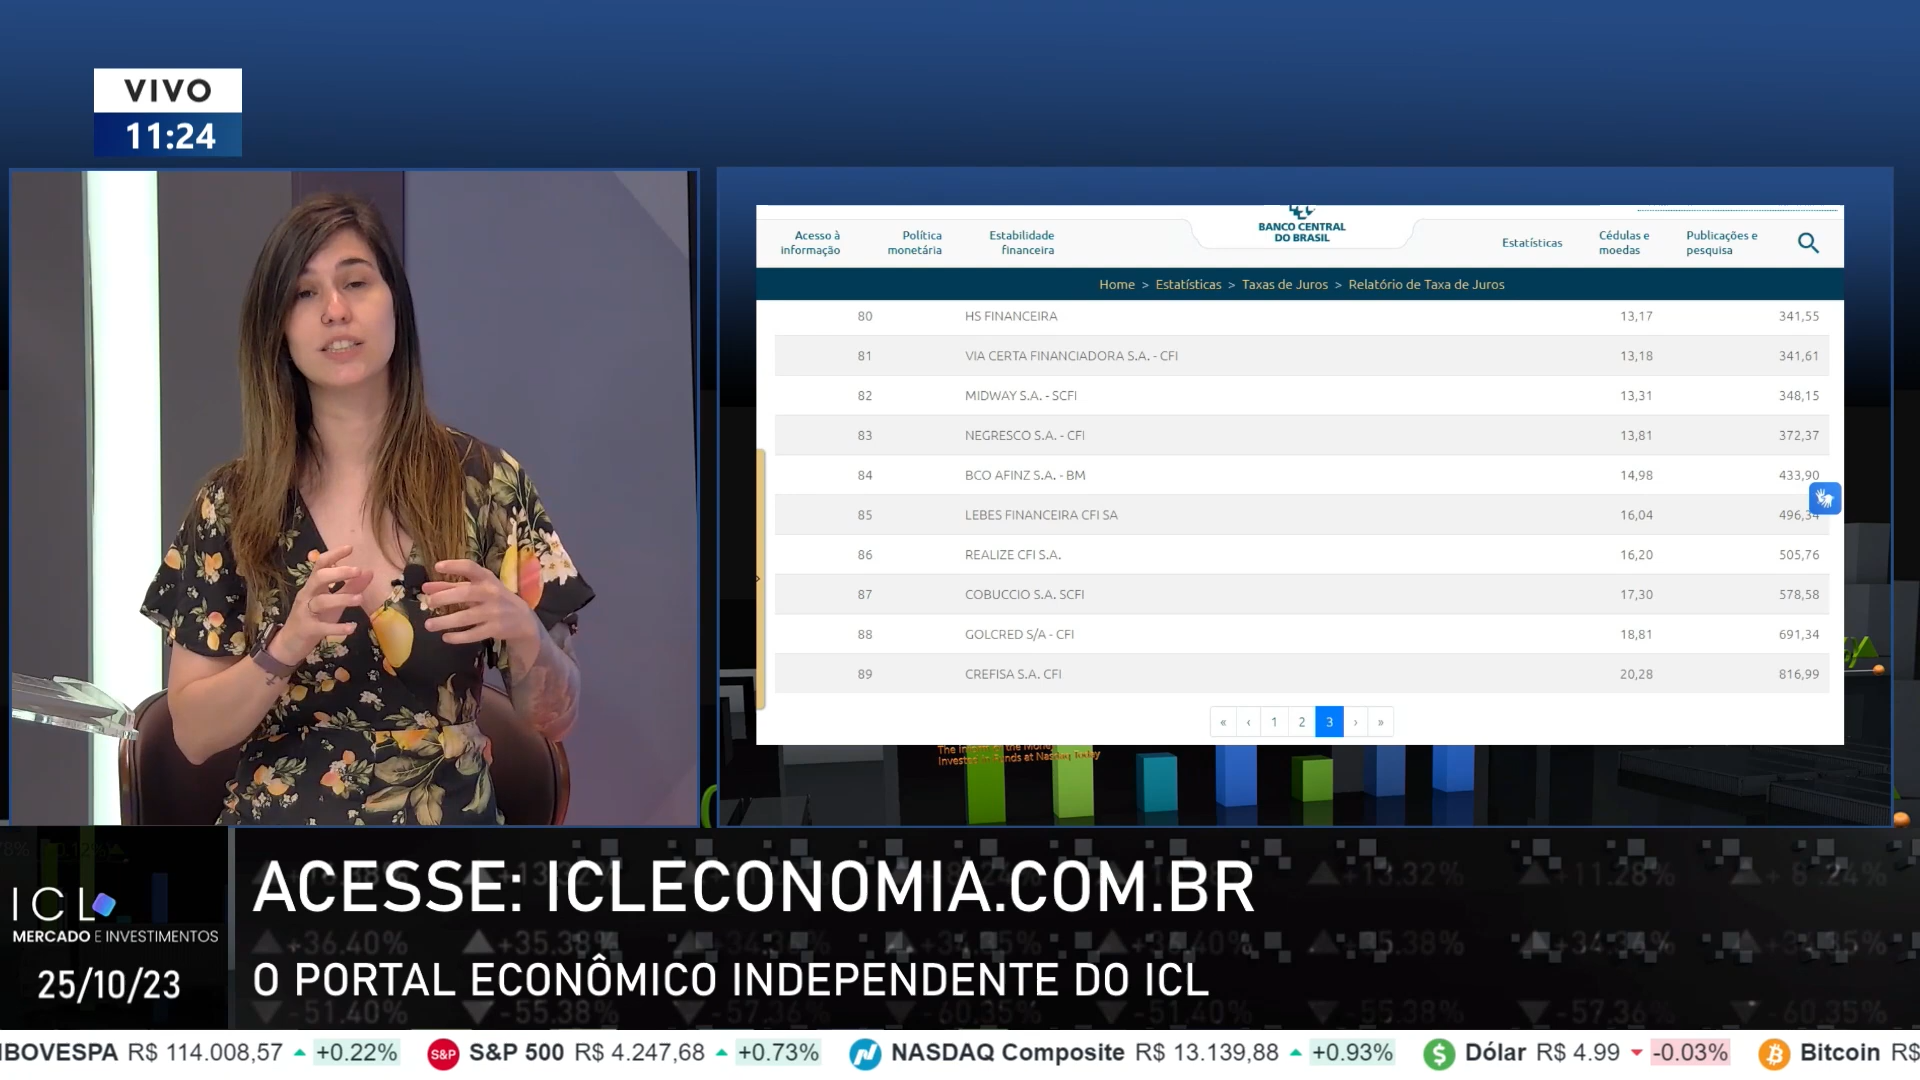 VIVO
11:24
BANCO CENTRAL
DO BRASIL
Acesso à
informação
Política
monetária
Estabilidade
financeira
Estatísticas
Cédulas e
moedas
Publicações e
pesquisa
Home > Estatísticas > Taxas de Juros > Relatório de Taxa de Juros
80 HS FINANCEIRA 13,17 341,55
81 VIA CERTA FINANCIADORA S.A. - CFI 13,18 341,61
82 MIDWAY S.A. - SCFI 13,31 348,15
83 NEGRESCO S.A. - CFI 13,81 372,37
84 BCO AFINZ S.A. - BM 14,98 433,90
85 LEBES FINANCEIRA CFI SA 16,04 496,34
86 REALIZE CFI S.A. 16,20 505,76
87 COBUCCIO S.A. SCFI 17,30 578,58
88 GOLCRED S/A - CFI 18,81 691,34
89 CREFISA S.A. CFI 20,28 816,99
« ‹ 1 2 3 › »
ICL
MERCADO E INVESTIMENTOS
25/10/23
ACESSE: ICLECONOMIA.COM.BR
O PORTAL ECONÔMICO INDEPENDENTE DO ICL
IBOVESPA R$ 114.008,57 +0.22% S&P S&P 500 R$ 4.247,68 +0.73% NASDAQ Composite R$ 13.139,88 +0.93% $ Dólar R$ 4.99 -0.03% Bitcoin R$